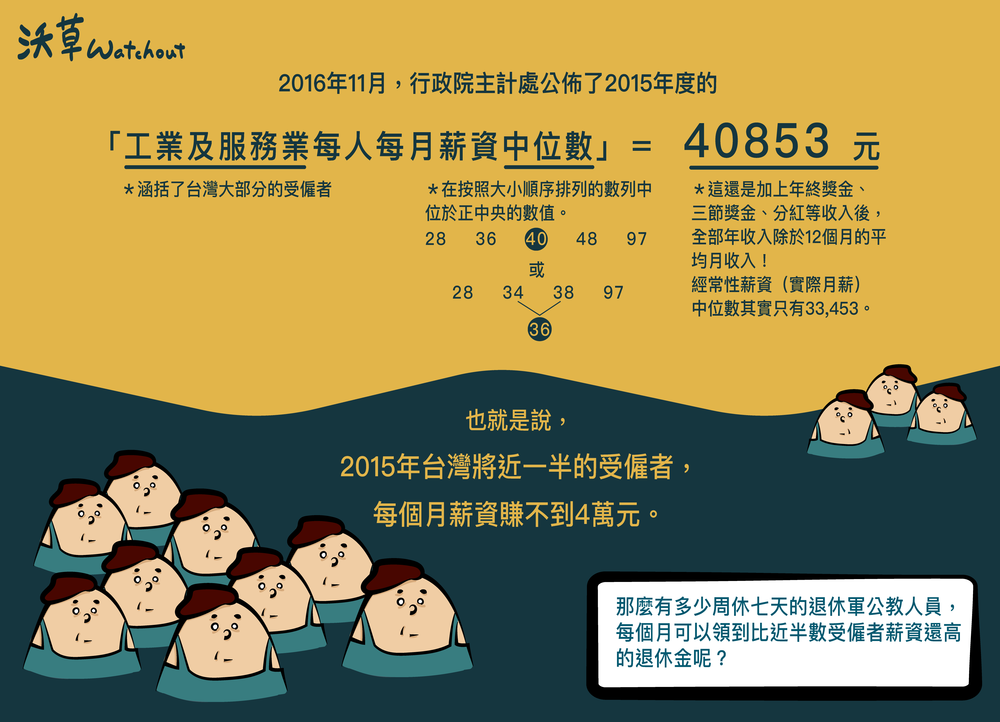 沃草Watchout
2016年11月，行政院主計處公佈了2015年度的
「工業及服務業每人每月薪資中位數」＝ 40853 元
＊涵括了台灣大部分的受僱者
＊在按照大小順序排列的數列中
位於正中央的數值。
28 36 40 48 97
或
28 34 38 97
36
＊這還是加上年終獎金、
三節獎金、分紅等收入後，
全部年收入除於12個月的平
均月收入！
經常性薪資（實際月薪）
中位數其實只有33,453。
也就是說，
2015年台灣將近一半的受僱者，
每個月薪資賺不到4萬元。
那麼有多少周休七天的退休軍公教人員，
每個月可以領到比近半數受僱者薪資還高
的退休金呢？